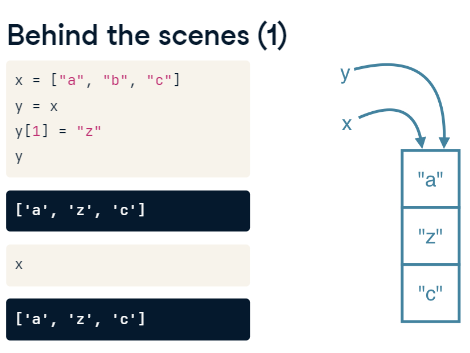 Behind the scenes (1)
x = ["a", "b", "c"]
y = x
y[1] = "z"
y
['a', 'z', 'c']
x
['a', 'z', 'c']
y
x
"a"
"z"
"c"